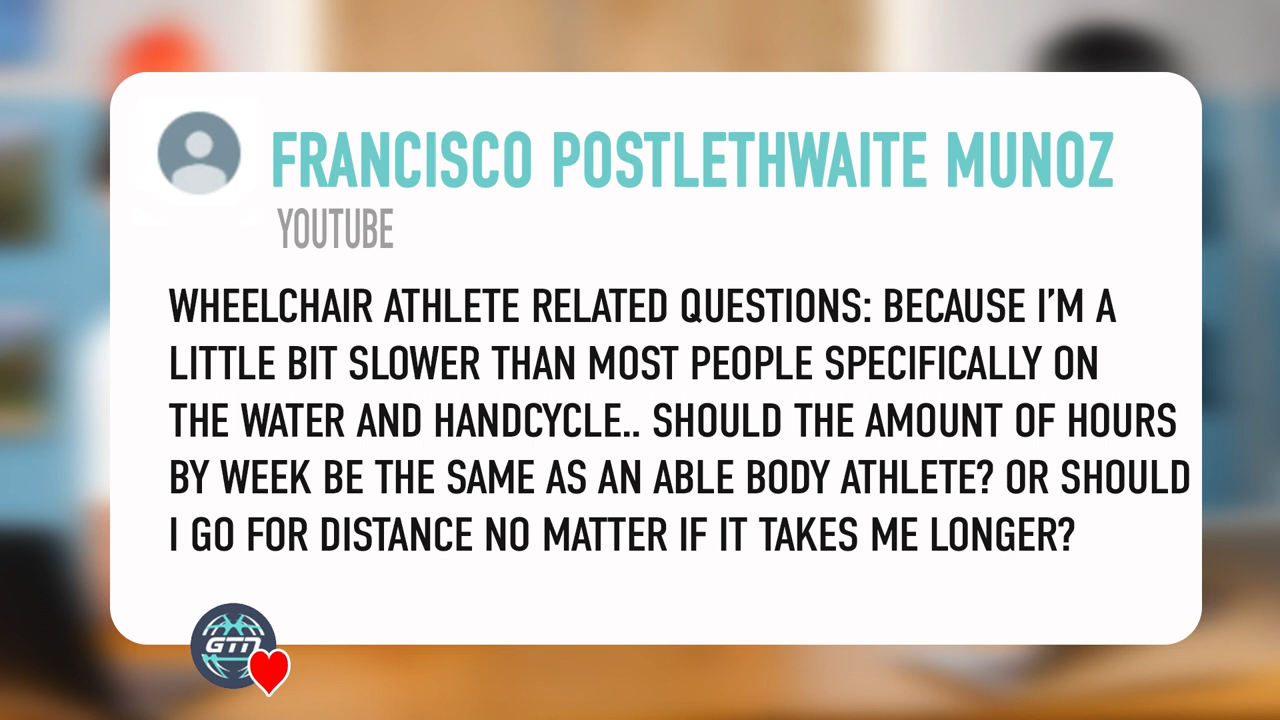 FRANCISCO POSTLETHWAITE MUNOZ
YOUTUBE
WHEELCHAIR ATHLETE RELATED QUESTIONS: BECAUSE I'M A
LITTLE BIT SLOWER THAN MOST PEOPLE SPECIFICALLY ON
THE WATER AND HANDCYCLE.. SHOULD THE AMOUNT OF HOURS
BY WEEK BE THE SAME AS AN ABLE BODY ATHLETE? OR SHOULD
I GO FOR DISTANCE NO MATTER IF IT TAKES ME LONGER?
GTN